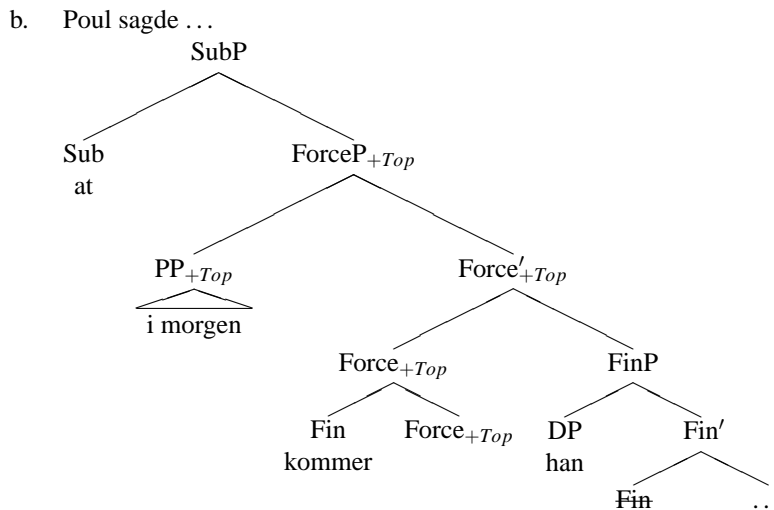 b. Poul sagde ...
SubP
Sub ForceP+Top
at
PP+Top Force′+Top
i morgen
Force+Top FinP
Fin Force+Top DP Fin′
kommer han
Fin ..